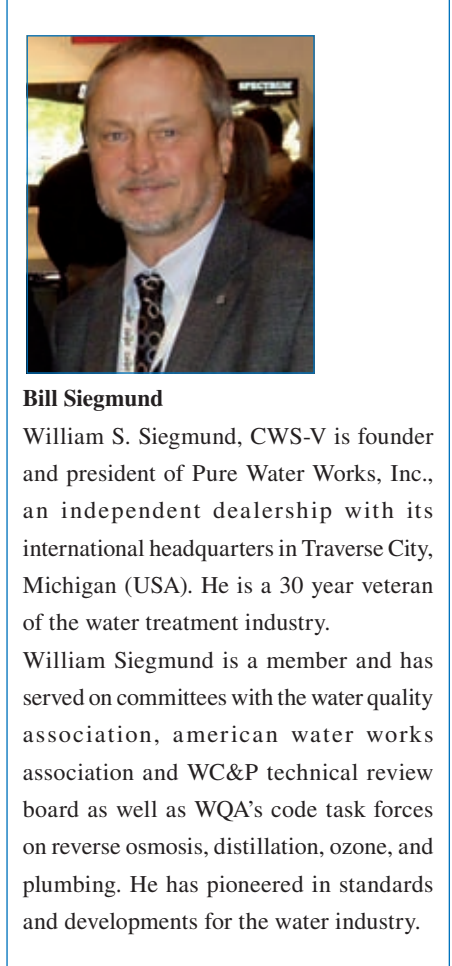 SPECTRUM
Bill Siegmund
William S. Siegmund, CWS-V is founder
and president of Pure Water Works, Inc.,
an independent dealership with its
international headquarters in Traverse City,
Michigan (USA). He is a 30 year veteran
of the water treatment industry.
William Siegmund is a member and has
served on committees with the water quality
association, american water works
association and WC&P technical review
board as well as WQA's code task forces
on reverse osmosis, distillation, ozone, and
plumbing. He has pioneered in standards
and developments for the water industry.